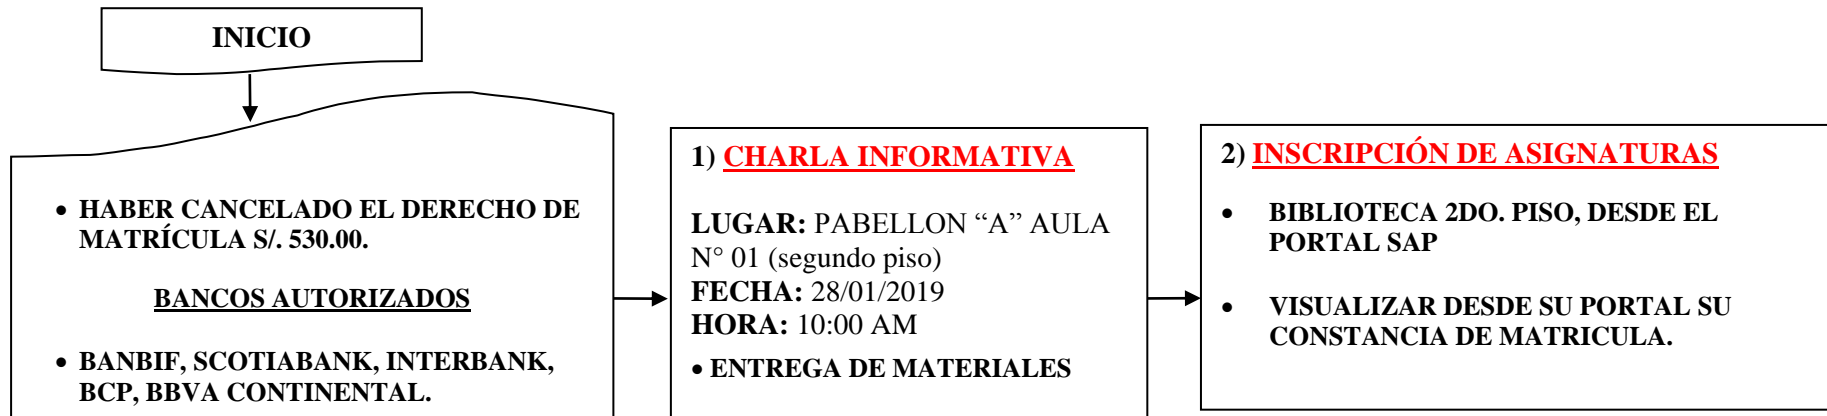 INICIO
• HABER CANCELADO EL DERECHO DE
MATRÍCULA S/. 530.00.
BANCOS AUTORIZADOS
• BANBIF, SCOTIABANK, INTERBANK,
BCP, BBVA CONTINENTAL.
1) CHARLA INFORMATIVA
LUGAR: PABELLON “A” AULA
N° 01 (segundo piso)
FECHA: 28/01/2019
HORA: 10:00 AM
• ENTREGA DE MATERIALES
2) INSCRIPCIÓN DE ASIGNATURAS
• BIBLIOTECA 2DO. PISO, DESDE EL
PORTAL SAP
• VISUALIZAR DESDE SU PORTAL SU
CONSTANCIA DE MATRICULA.